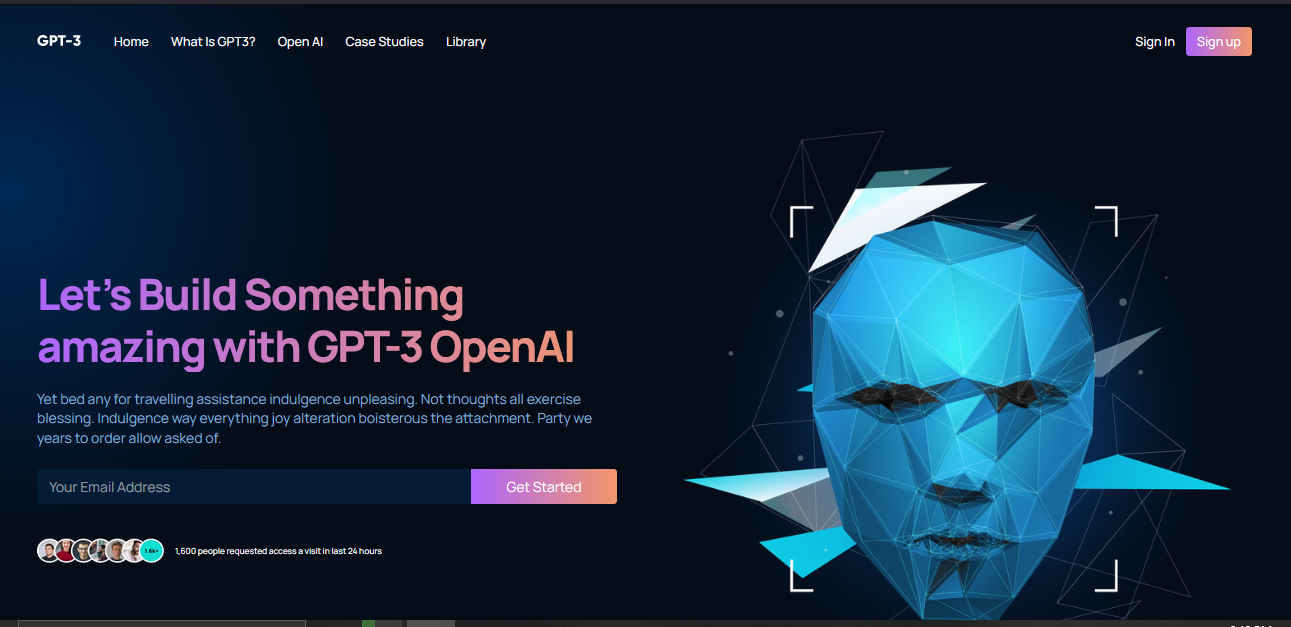 GPT-3 Home What Is GPT3? Open AI Case Studies Library Sign In Sign up
Let's Build Something
amazing with GPT-3 OpenAI
Yet bed any for travelling assistance indulgence unpleasing. Not thoughts all exercise
blessing. Indulgence way everything joy alteration boisterous the attachment. Party we
years to order allow asked of.
Your Email Address Get Started
1.6k+ 1,600 people requested access a visit in last 24 hours